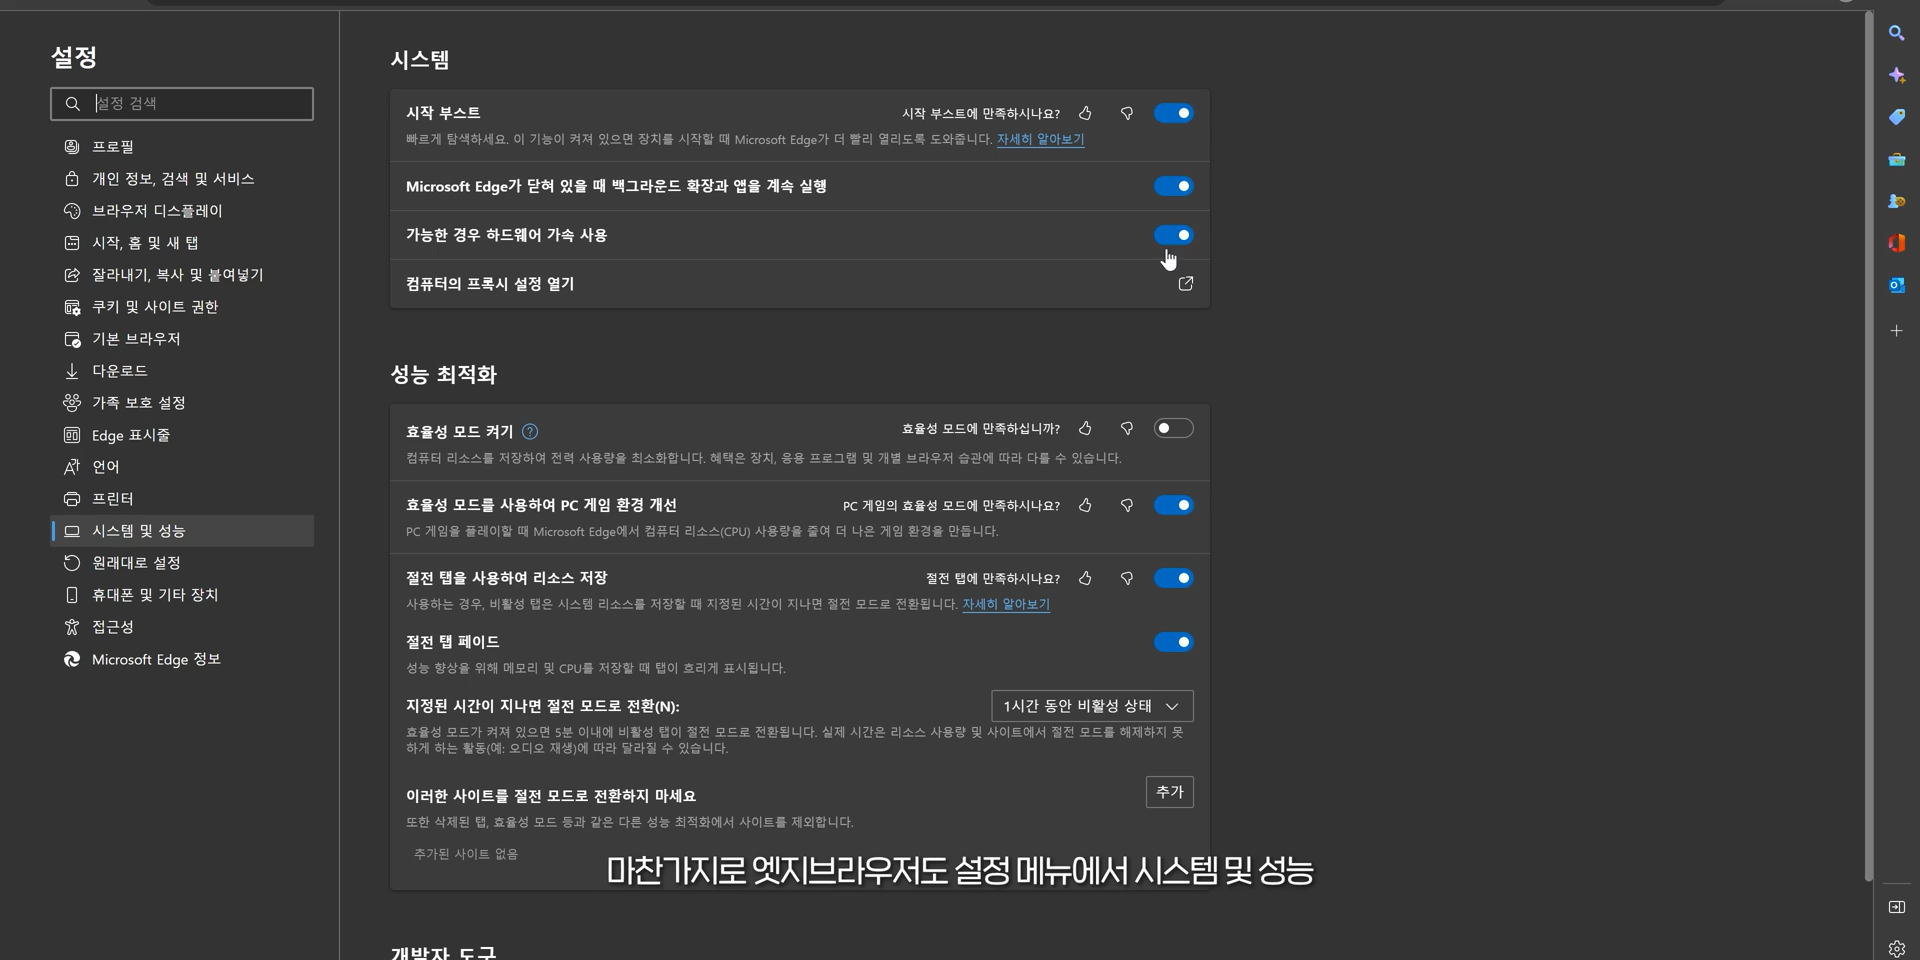 설정
설정 검색
프로필
개인 정보, 검색 및 서비스
브라우저 디스플레이
시작, 홈 및 새 탭
잘라내기, 복사 및 붙여넣기
쿠키 및 사이트 권한
기본 브라우저
다운로드
가족 보호 설정
Edge 표시줄
언어
프린터
시스템 및 성능
원래대로 설정
휴대폰 및 기타 장치
접근성
Microsoft Edge 정보
시스템
시작 부스트 시작 부스트에 만족하시나요?
빠르게 탐색하세요. 이 기능이 켜져 있으면 장치를 시작할 때 Microsoft Edge가 더 빨리 열리도록 도와줍니다. 자세히 알아보기
Microsoft Edge가 닫혀 있을 때 백그라운드 확장과 앱을 계속 실행
가능한 경우 하드웨어 가속 사용
컴퓨터의 프록시 설정 열기
성능 최적화
효율성 모드 켜기 효율성 모드에 만족하십니까?
컴퓨터 리소스를 저장하여 전력 사용량을 최소화합니다. 혜택은 장치, 응용 프로그램 및 개별 브라우저 습관에 따라 다를 수 있습니다.
효율성 모드를 사용하여 PC 게임 환경 개선 PC 게임의 효율성 모드에 만족하시나요?
PC 게임을 플레이할 때 Microsoft Edge에서 컴퓨터 리소스(CPU) 사용량을 줄여 더 나은 게임 환경을 만듭니다.
절전 탭을 사용하여 리소스 저장 절전 탭에 만족하시나요?
사용하는 경우, 비활성 탭은 시스템 리소스를 저장할 때 지정된 시간이 지나면 절전 모드로 전환됩니다. 자세히 알아보기
절전 탭 페이드
성능 향상을 위해 메모리 및 CPU를 저장할 때 탭이 흐리게 표시됩니다.
지정된 시간이 지나면 절전 모드로 전환(N): 1시간 동안 비활성 상태
효율성 모드가 켜져 있으면 5분 이내에 비활성 탭이 절전 모드로 전환됩니다. 실제 시간은 리소스 사용량 및 사이트에서 절전 모드를 해제하지 못
하게 하는 활동(예: 오디오 재생)에 따라 달라질 수 있습니다.
이러한 사이트를 절전 모드로 전환하지 마세요 추가
또한 삭제된 탭, 효율성 모드 등과 같은 다른 성능 최적화에서 사이트를 제외합니다.
추가된 사이트 없음
마찬가지로 엣지브라우저도 설정 메뉴에서 시스템 및 성능
개발자 도구